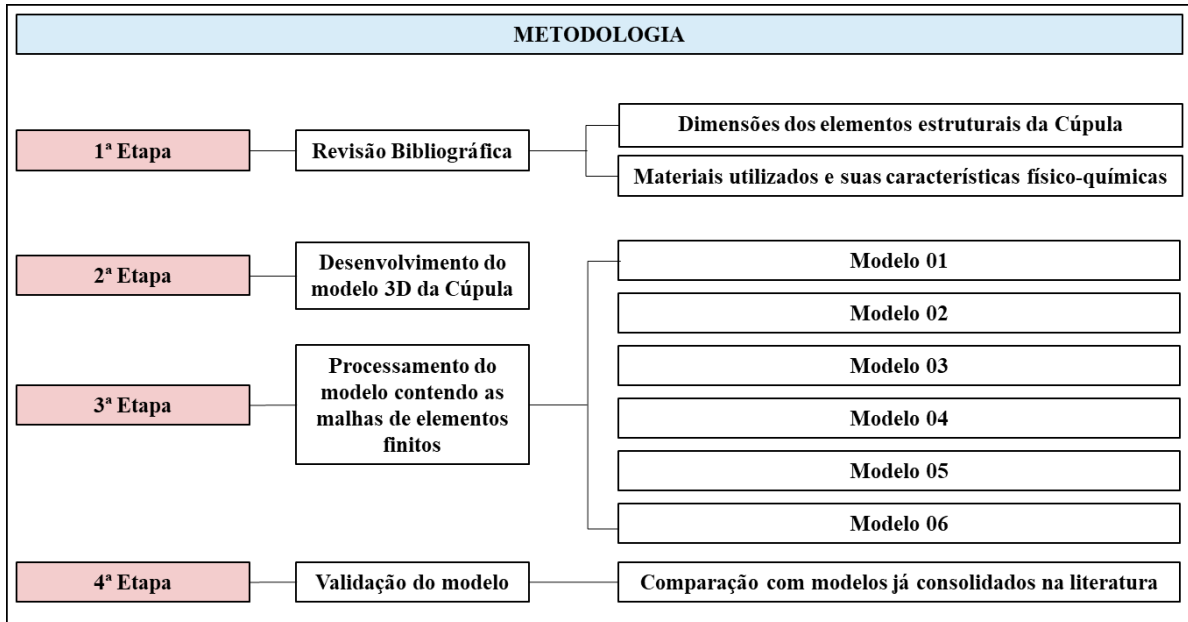 METODOLOGIA
1ª Etapa
Revisão Bibliográfica
Dimensões dos elementos estruturais da Cúpula
Materiais utilizados e suas características físico-químicas
2ª Etapa
Desenvolvimento do
modelo 3D da Cúpula
3ª Etapa
Processamento do
modelo contendo as
malhas de elementos
finitos
Modelo 01
Modelo 02
Modelo 03
Modelo 04
Modelo 05
Modelo 06
4ª Etapa
Validação do modelo
Comparação com modelos já consolidados na literatura